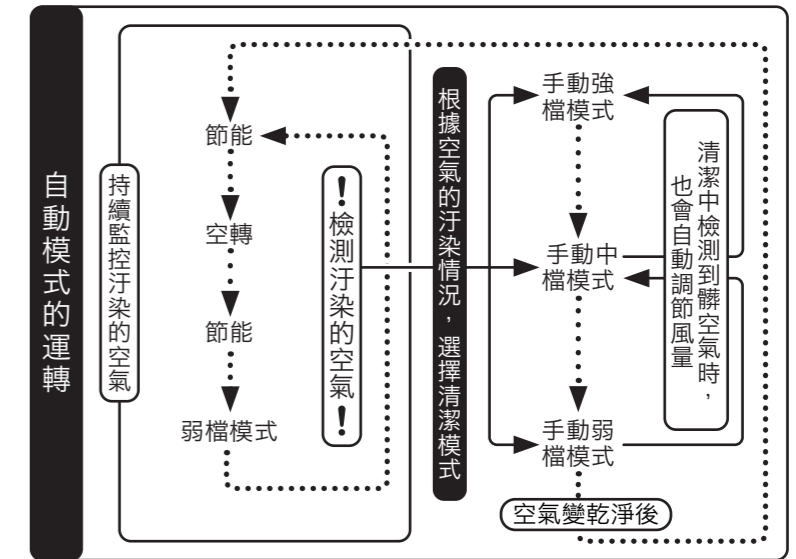 自動模式的運轉
持續監控汙染的空氣
節能
空轉
節能
弱檔模式
！檢測汙染的空氣！
根據空氣的汙染情況，選擇清潔模式
手動強
檔模式
手動中
檔模式
手動弱
檔模式
清潔中檢測到髒空氣時，
也會自動調節風量
空氣變乾淨後